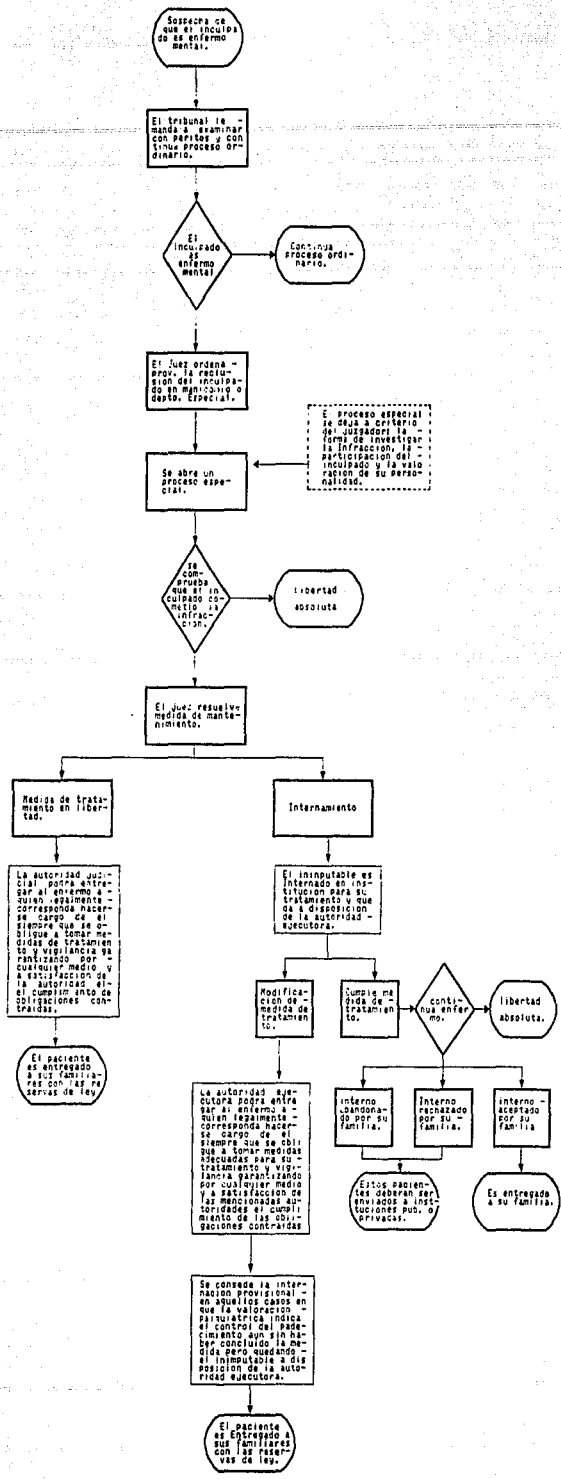 Sospecha de
que el inculpa
do es enfermo
mental.
El tribunal le -
manda a examinar
con peritos y con
tinua proceso or-
dinario.
El
inculpado
es
enfermo
mental
Continua
proceso ordi-
nario.
El Juez ordena -
prov. la reclu-
sion del inculpa-
do en manicomio o
depto. Especial.
E proceso especial
se deja a criterio
del juzgador; la -
forma de investigar
la Infracción, la -
participacion del -
inculpado y la valo
racion de su perso-
nalidad.
Se abre un
proceso espe-
cial.
se
com-
prueba
que el in
culpado co-
metio la
infrac-
cion.
libertad
absoluta
El Juez resuelve
medida de mante-
nimiento.
Medida de trata-
miento en liber-
tad.
Internamiento
La autoridad judi-
cial podra entre-
gar al enfermo a -
quien legalmente -
corresponda hacer-
se cargo de el
siempre que se o-
bligue a tomar me-
didas de tratamien
to y vigilancia ga
rantizando por -
cualquier medio y
a satisfaccion de
la autoridad el-
el cumplim ento de
obligaciones con-
traidas.
El ininputable es
Internado en ins-
titucion para su
tratamiento y que
da a disposicion
de la autoridad -
ejecutora.
Modifica-
cion de -
medida de
tratamien
to.
Cumple me
dida de-
tratamien-
to.
conti-
nua enfer
mo.
libertad
absoluta.
El paciente
es entregado
a sus familia-
res con las re
servas de ley
interno
abandona-
do por su
familia.
Interno
rechazado
por su -
familia.
interno -
aceptado
por su
familia
La autoridad eje-
cutora podra entre
gar al enfermo a -
quien legalmente -
corresponda hacer-
se cargo de el
siempre que se obli
gue a tomar medidas
adecuadas para su -
tratamiento y vigi-
lancia garantizando
por cualquier medio
y a satisfaccion de
las mencionadas auto
ridades el cumpli
miento de las obli-
gaciones contraidas
Estos pacien-
tes deberan ser
enviados a insti
tuciones pub. o
privadas.
Es entregado
a su familia.
Se consede la inter-
nacion provisional -
en aquellos casos en
que la valoracion -
psiquiatrica indica
el control del pade-
cimiento aun sin ha-
ber concluido la me-
dida pero quedando -
el inimputable a dis
posicion de la auto-
ridad ejecutora.
El paciente
es Entregado a
sus familiares
con las reser-
vas de ley.